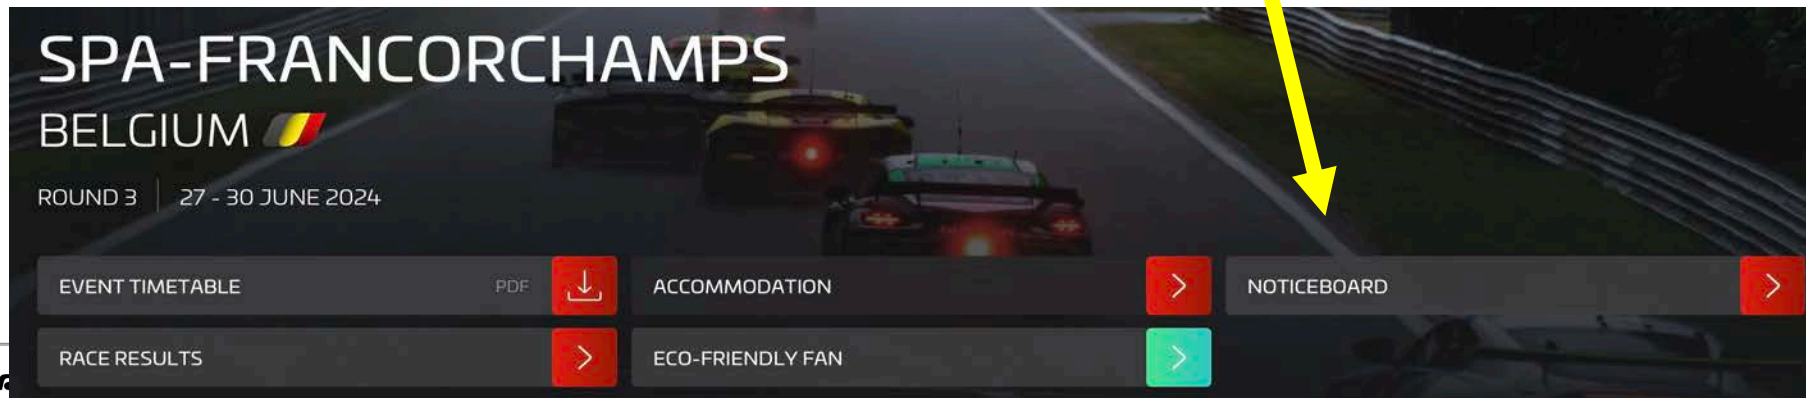 SPA-FRANCORCHAMPS
BELGIUM
ROUND 3 | 27 - 30 JUNE 2024
EVENT TIMETABLE PDF
ACCOMMODATION
NOTICEBOARD
RACE RESULTS
ECO-FRIENDLY FAN